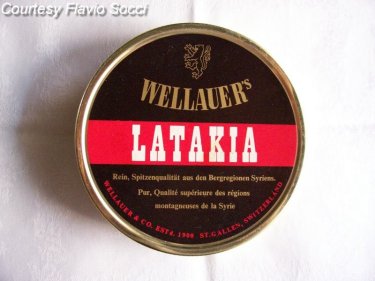 Courtesy Flavio Socci
WELLAUER'S
LATAKIA
Rein, Spitzenqualität aus den Bergregionen Syriens.
Pur, Qualité supérieure des régions
montagneuses de la Syrie
WELLAUER & CO. ESTd. 1906 ST. GALLEN, SWITZERLAND